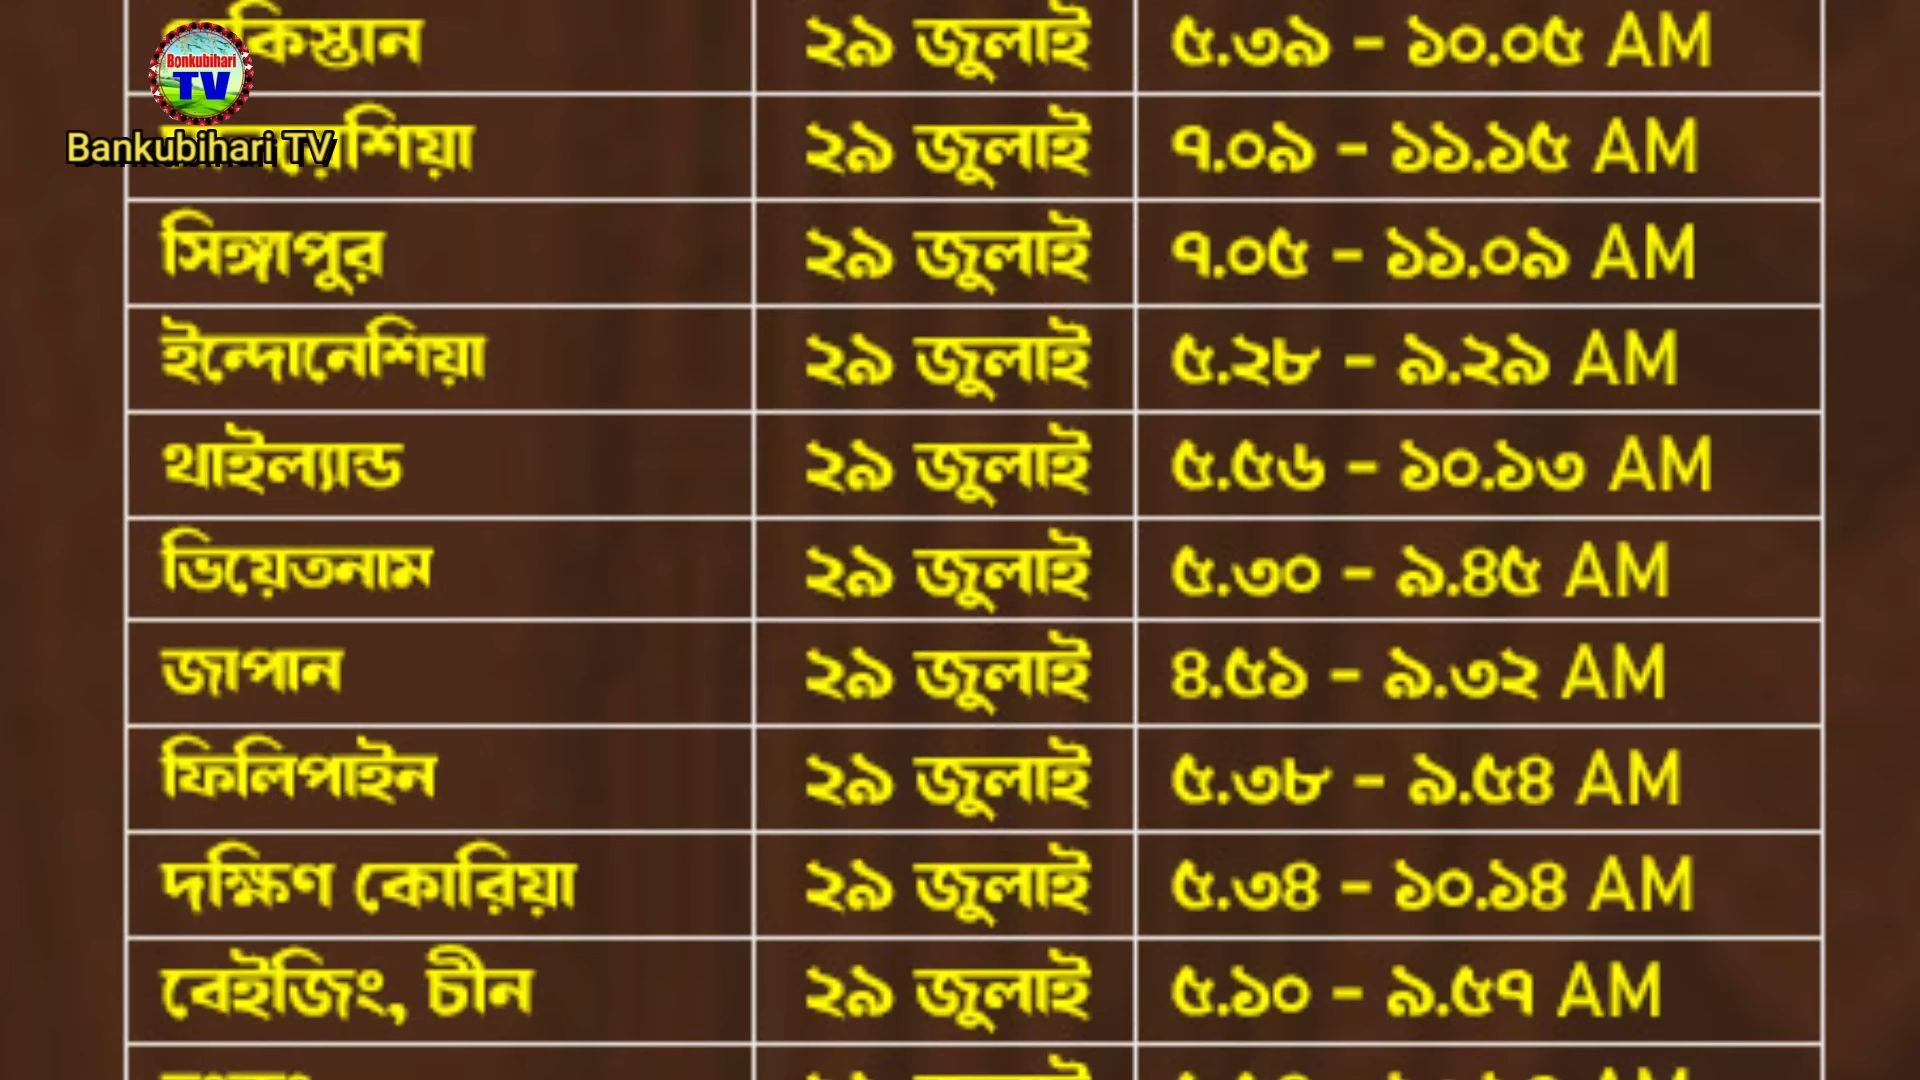 কিস্তান ২৯ জুলাই ৫.৩৯ - ১০.০৫ AM
Bonkubihari
TV
Bankubihari TV
২৯ জুলাই ৭.০৯ - ১১.১৫ AM
সিঙ্গাপুর ২৯ জুলাই ৭.০৫ - ১১.০৯ AM
ইন্দোনেশিয়া ২৯ জুলাই ৫.২৮ - ৯.২৯ AM
থাইল্যান্ড ২৯ জুলাই ৫.৫৬ - ১০.১৩ AM
ভিয়েতনাম ২৯ জুলাই ৫.৩০ - ৯.৪৫ AM
জাপান ২৯ জুলাই ৪.৫১ - ৯.৩২ AM
ফিলিপাইন ২৯ জুলাই ৫.৩৮ - ৯.৫৪ AM
দক্ষিণ কোরিয়া ২৯ জুলাই ৫.৩৪ - ১০.১৪ AM
বেইজিং, চীন ২৯ জুলাই ৫.১০ - ৯.৫৭ AM